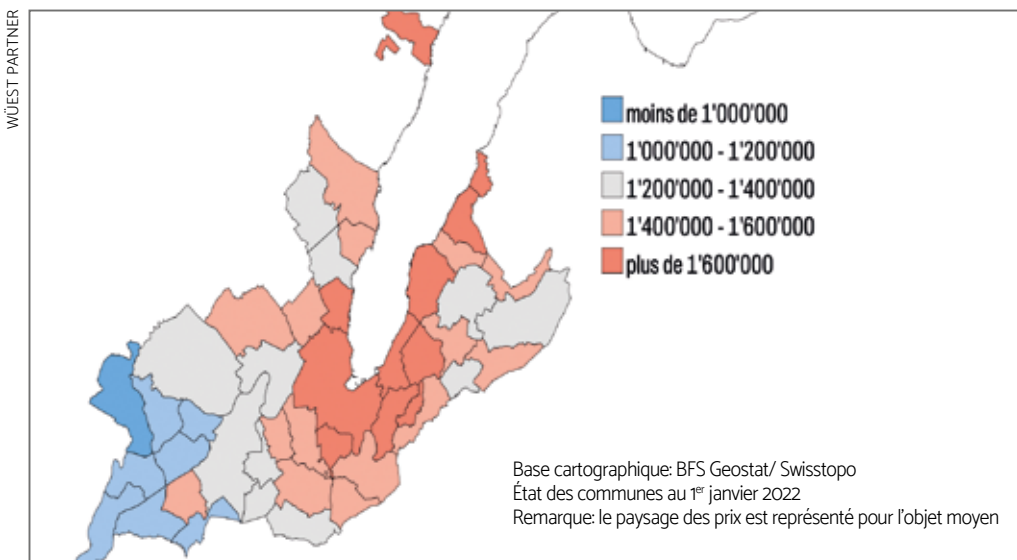 WÜEST PARTNER
moins de 1'000'000
1'000'000 - 1'200'000
1'200'000 - 1'400'000
1'400'000 - 1'600'000
plus de 1'600'000
Base cartographique: BFS Geostat/ Swisstopo
État des communes au 1er janvier 2022
Remarque: le paysage des prix est représenté pour l'objet moyen